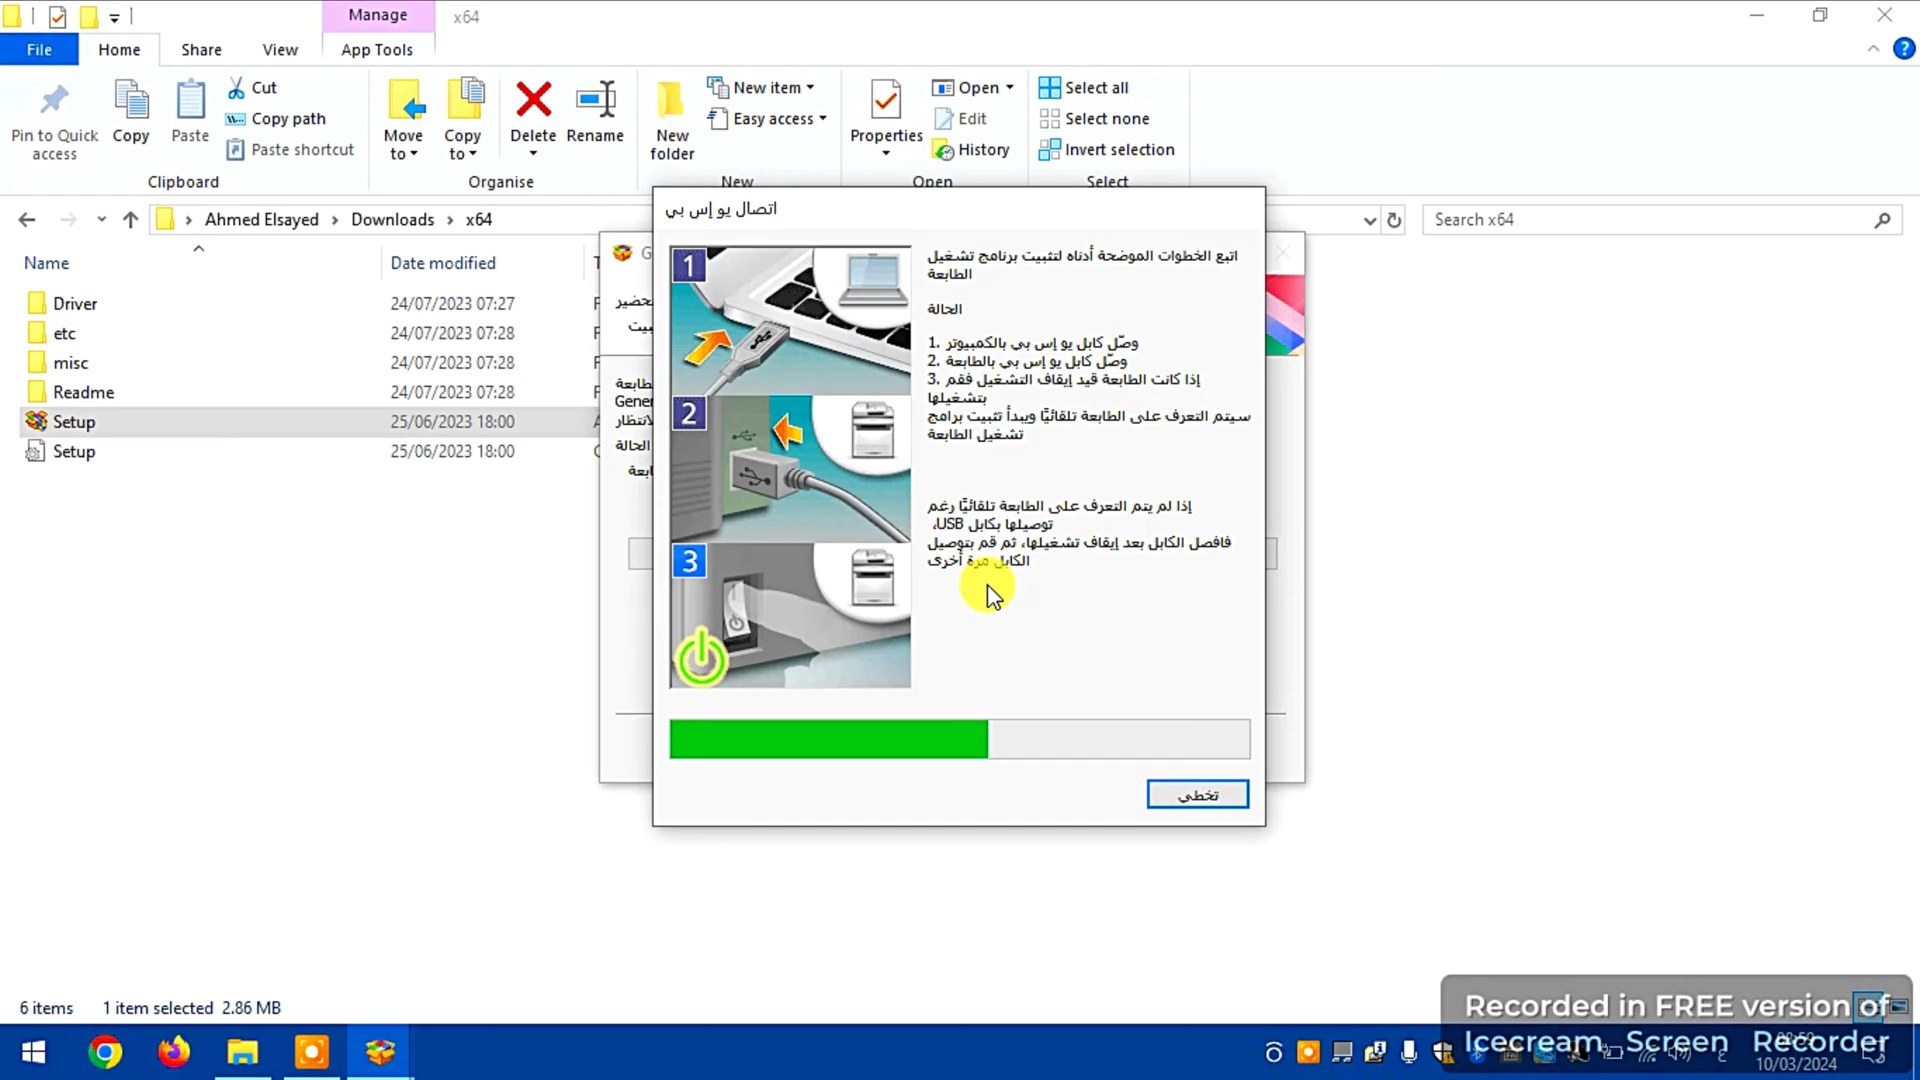 Manage
x64
File
Home
Share
View
App Tools
Pin to Quick access
Copy
Paste
Cut
Copy path
Paste shortcut
Clipboard
Move to
Copy to
Delete
Rename
Organise
New folder
New item
Easy access
New
Properties
Open
Edit
History
Open
Select all
Select none
Invert selection
Select
Ahmed Elsayed
Downloads
x64
Search x64
Name
Date modified
Driver
24/07/2023 07:27
etc
24/07/2023 07:28
misc
24/07/2023 07:28
Readme
24/07/2023 07:28
Setup
25/06/2023 18:00
Setup
25/06/2023 18:00
اتصال يو إس بي
1
2
3
اتبع الخطوات الموضحة أدناه لتثبيت برنامج تشغيل
الطابعة
الحالة
1. وصّل كابل يو إس بي بالكمبيوتر
2. وصّل كابل يو إس بي بالطابعة
3. إذا كانت الطابعة قيد إيقاف التشغيل فقم
بتشغيلها
سيتم التعرف على الطابعة تلقائيًا ويبدأ تثبيت برامج
تشغيل الطابعة
إذا لم يتم التعرف على الطابعة تلقائيًا رغم
توصيلها بكابل USB،
فافصل الكابل بعد إيقاف تشغيلها، ثم قم بتوصيل
الكابل مرة أخرى
تخطي
6 items
1 item selected
2.86 MB
Recorded in FREE version of
Icecream Screen Recorder
10/03/2024